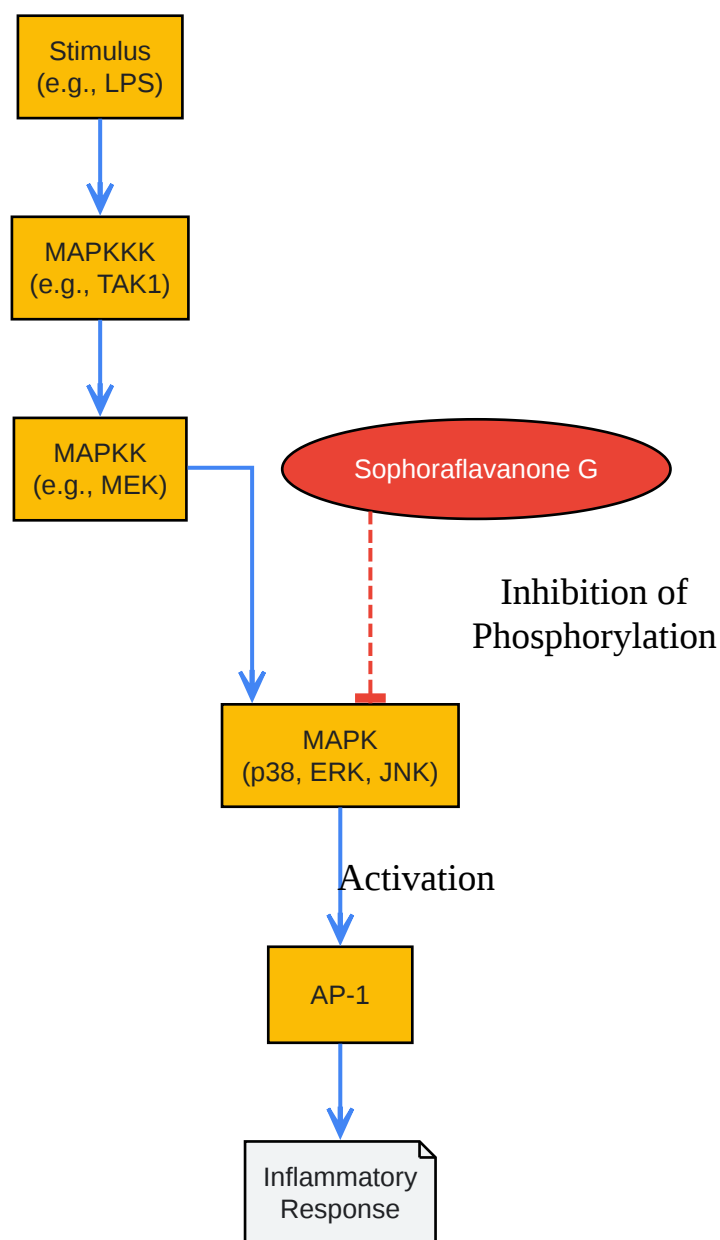 Stimulus
(e.g., LPS)
MAPKKK
(e.g., TAK1)
MAPKK
(e.g., MEK)
Sophoraflavanone G
Inhibition of
Phosphorylation
MAPK
(p38, ERK, JNK)
Activation
AP-1
Inflammatory
Response